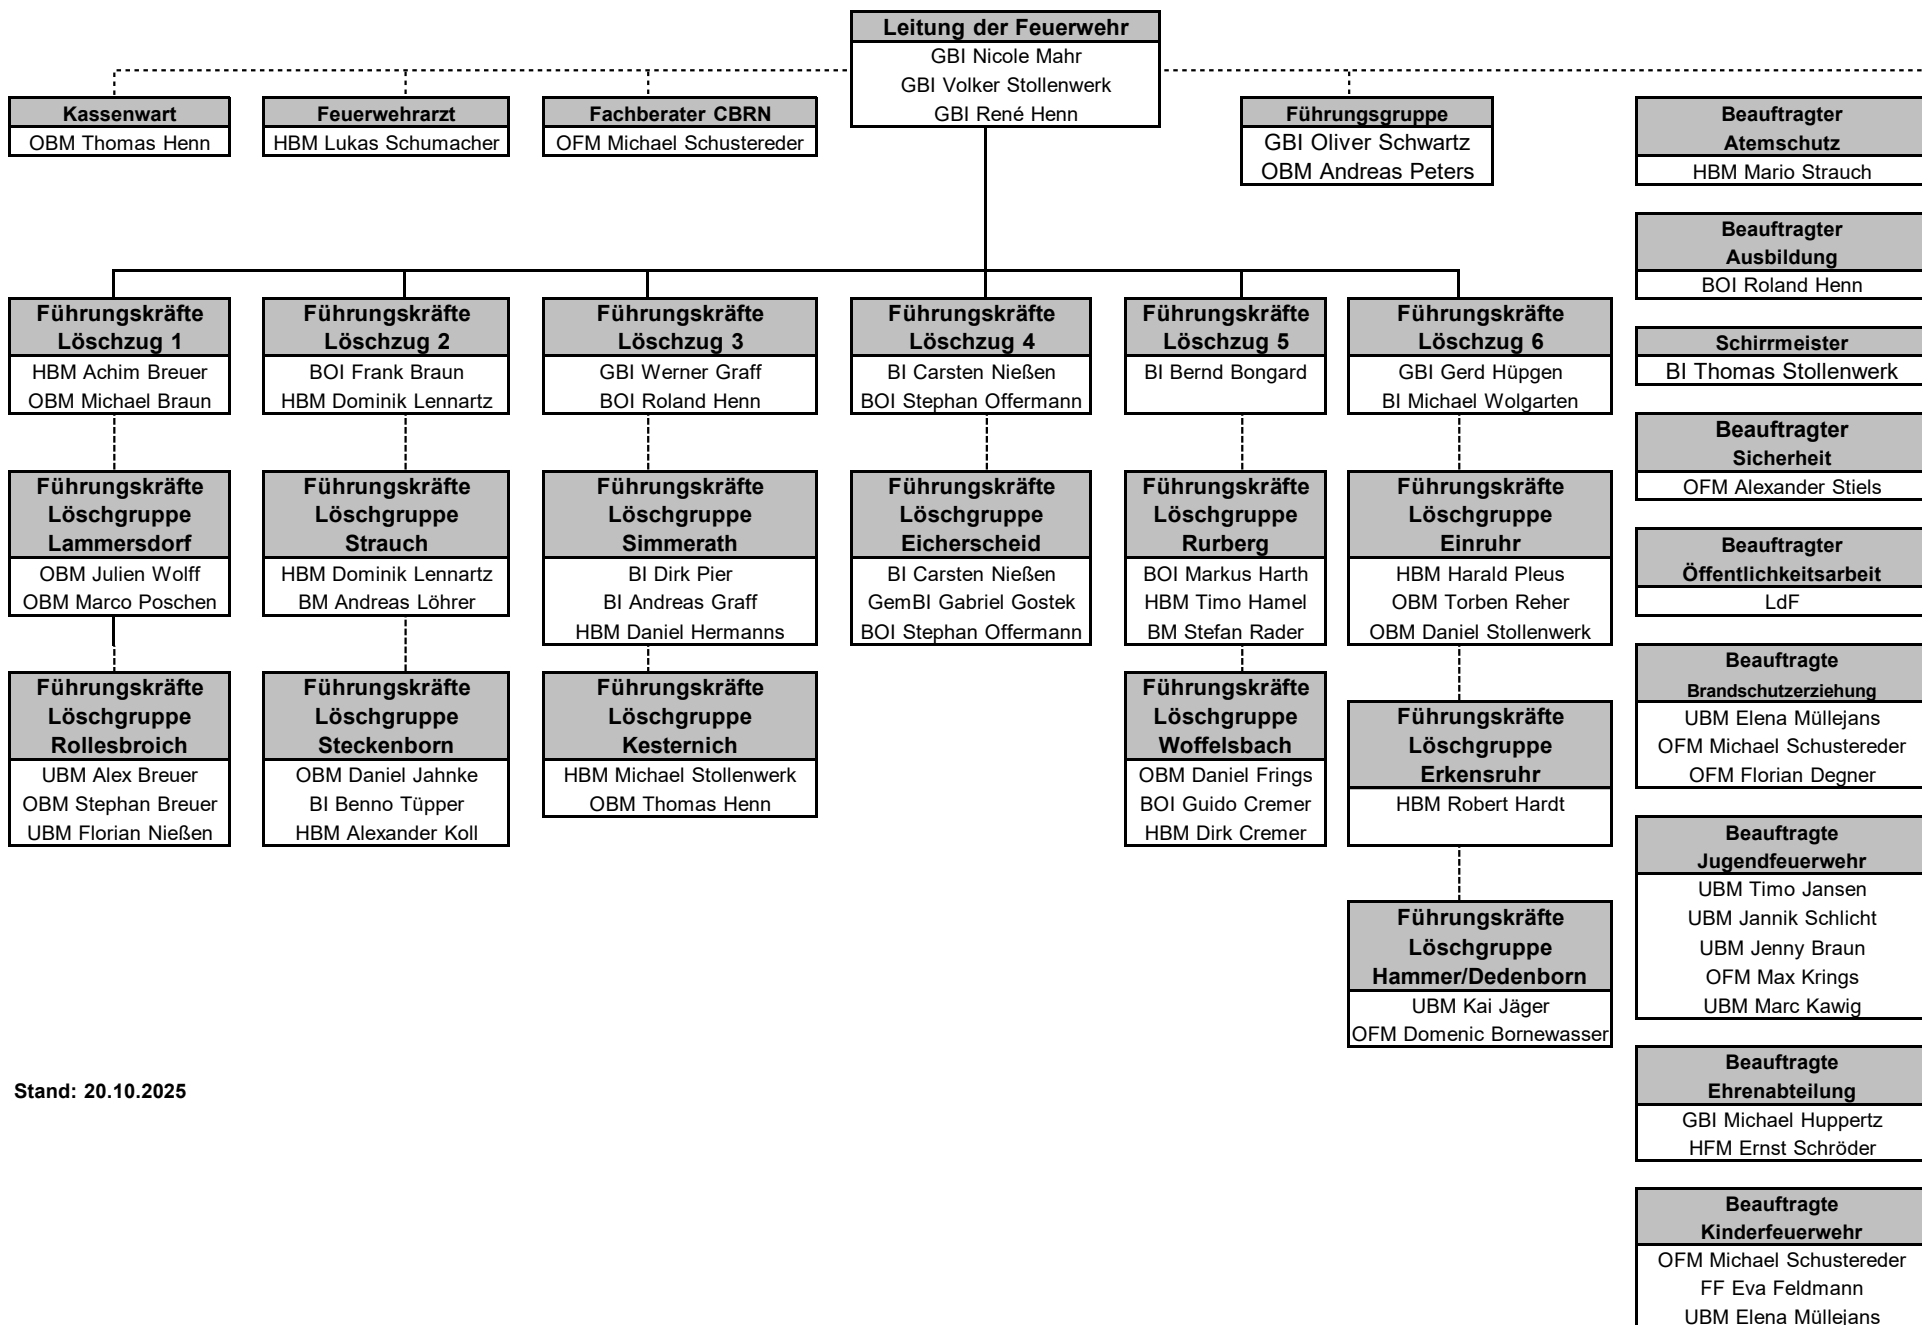 Leitung der Feuerwehr
GBI Nicole Mahr
GBI Volker Stollenwerk
GBI René Henn
Kassenwart
OBM Thomas Henn
Feuerwehrarzt
HBM Lukas Schumacher
Fachberater CBRN
OFM Michael Schustereder
Führungsgruppe
GBI Oliver Schwartz
OBM Andreas Peters
Führungskräfte
Löschzug 1
HBM Achim Breuer
OBM Michael Braun
Führungskräfte
Löschzug 2
BOI Frank Braun
HBM Dominik Lennartz
Führungskräfte
Löschzug 3
GBI Werner Graff
BOI Roland Henn
Führungskräfte
Löschzug 4
BI Carsten Nießen
BOI Stephan Offermann
Führungskräfte
Löschzug 5
BI Bernd Bongard
Führungskräfte
Löschzug 6
GBI Gerd Hüpgen
BI Michael Wolgarten
Führungskräfte
Löschgruppe
Lammersdorf
OBM Julien Wolff
OBM Marco Poschen
Führungskräfte
Löschgruppe
Strauch
HBM Dominik Lennartz
BM Andreas Löhrer
Führungskräfte
Löschgruppe
Simmerath
BI Dirk Pier
BI Andreas Graff
HBM Daniel Hermanns
Führungskräfte
Löschgruppe
Eicherscheid
BI Carsten Nießen
GemBI Gabriel Gostek
BOI Stephan Offermann
Führungskräfte
Löschgruppe
Rurberg
BOI Markus Harth
HBM Timo Hamel
BM Stefan Rader
Führungskräfte
Löschgruppe
Einruhr
HBM Harald Pleus
OBM Torben Reher
OBM Daniel Stollenwerk
Führungskräfte
Löschgruppe
Rollesbroich
UBM Alex Breuer
OBM Stephan Breuer
UBM Florian Nießen
Führungskräfte
Löschgruppe
Steckenborn
OBM Daniel Jahnke
BI Benno Tüpper
HBM Alexander Koll
Führungskräfte
Löschgruppe
Kesternich
HBM Michael Stollenwerk
OBM Thomas Henn
Führungskräfte
Löschgruppe
Woffelsbach
OBM Daniel Frings
BOI Guido Cremer
HBM Dirk Cremer
Führungskräfte
Löschgruppe
Erkensruhr
HBM Robert Hardt
Führungskräfte
Löschgruppe
Hammer/Dedenborn
UBM Kai Jäger
OFM Domenic Bornewasser
Beauftragter
Atemschutz
HBM Mario Strauch
Beauftragter
Ausbildung
BOI Roland Henn
Schirrmeister
BI Thomas Stollenwerk
Beauftragter
Sicherheit
OFM Alexander Stiels
Beauftragter
Öffentlichkeitsarbeit
LdF
Beauftragte
Brandschutzerziehung
UBM Elena Müllejans
OFM Michael Schustereder
OFM Florian Degner
Beauftragte
Jugendfeuerwehr
UBM Timo Jansen
UBM Jannik Schlicht
UBM Jenny Braun
OFM Max Krings
UBM Marc Kawig
Beauftragte
Ehrenabteilung
GBI Michael Huppertz
HFM Ernst Schröder
Beauftragte
Kinderfeuerwehr
OFM Michael Schustereder
FF Eva Feldmann
UBM Elena Müllejans
Stand: 20.10.2025